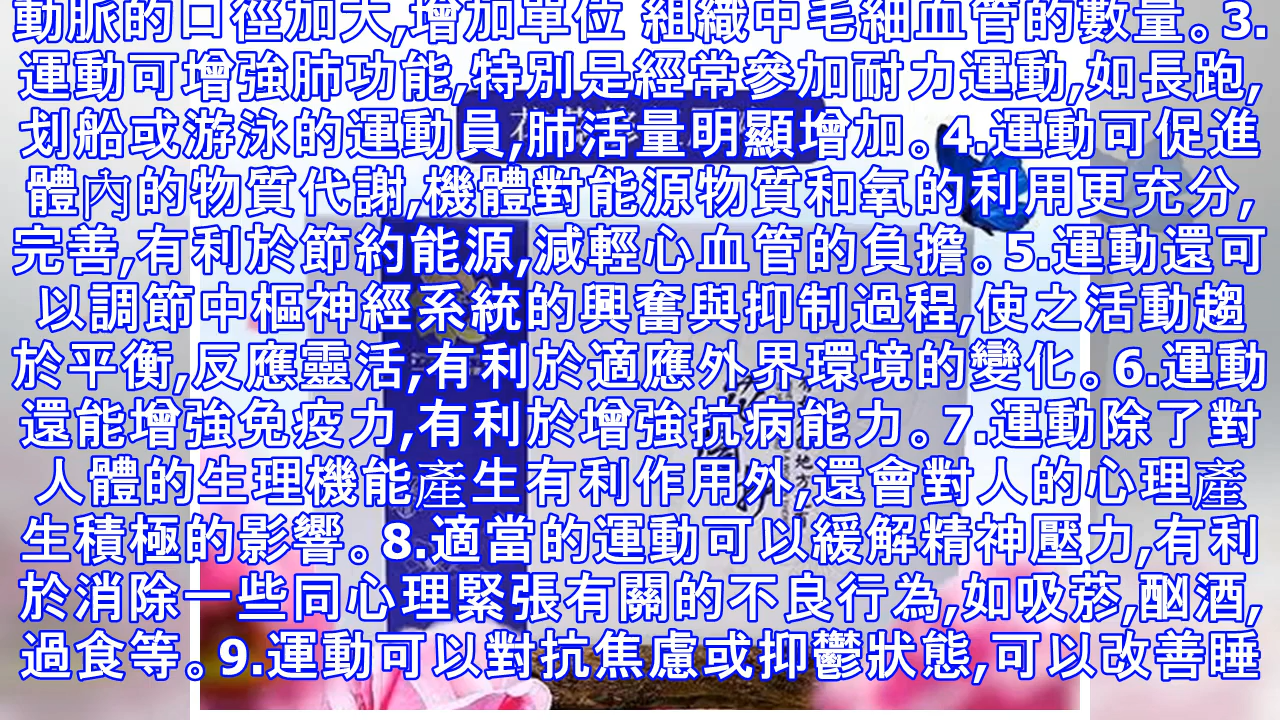 動脈的口徑加大,增加單位 組織中毛細血管的數量。3.
運動可增強肺功能,特別是經常參加耐力運動,如長跑,
划船或游泳的運動員,肺活量明顯增加。4.運動可促進
體內的物質代謝,機體對能源物質和氧的利用更充分,
完善,有利於節約能源,減輕心血管的負擔。5.運動還可
以調節中樞神經系統的興奮與抑制過程,使之活動趨
於平衡,反應靈活,有利於適應外界環境的變化。6.運動
還能增強免疫力,有利於增強抗病能力。7.運動除了對
人體的生理機能產生有利作用外,還會對人的心理產
生積極的影響。8.適當的運動可以緩解精神壓力,有利
於消除一些同心理緊張有關的不良行為,如吸菸,酗酒,
過食等。9.運動可以對抗焦慮或抑鬱狀態,可以改善睡